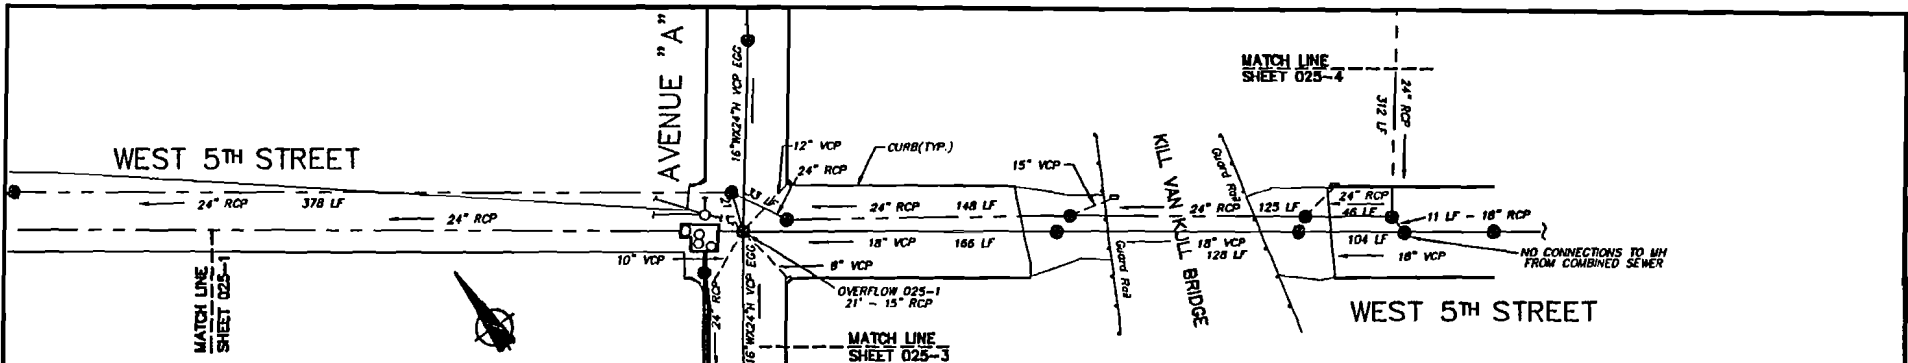 WEST 5TH STREET
24" RCP 378 LF
24" RCP
MATCH LINE
SHEET 025-1
AVENUE "A"
16"WX24"H VCP EGG
12" VCP
24" RCP
CURB(TYP.)
24" RCP 148 LF
18" VCP 166 LF
10" VCP
8" VCP
OVERFLOW 025-1
21' ~ 15" RCP
24" RCP
16"WX24"H VCP EGG
MATCH LINE
SHEET 025-3
15" VCP
KILL VAN KULL BRIDGE
Guard Rail
Guard Rail
24" RCP 125 LF
18" VCP
128 LF
MATCH LINE
SHEET 025-4
24" RCP
312 LF
24" RCP
46 LF
11 LF - 18" RCP
104 LF
18" VCP
NO CONNECTIONS TO MH
FROM COMBINED SEWER
WEST 5TH STREET